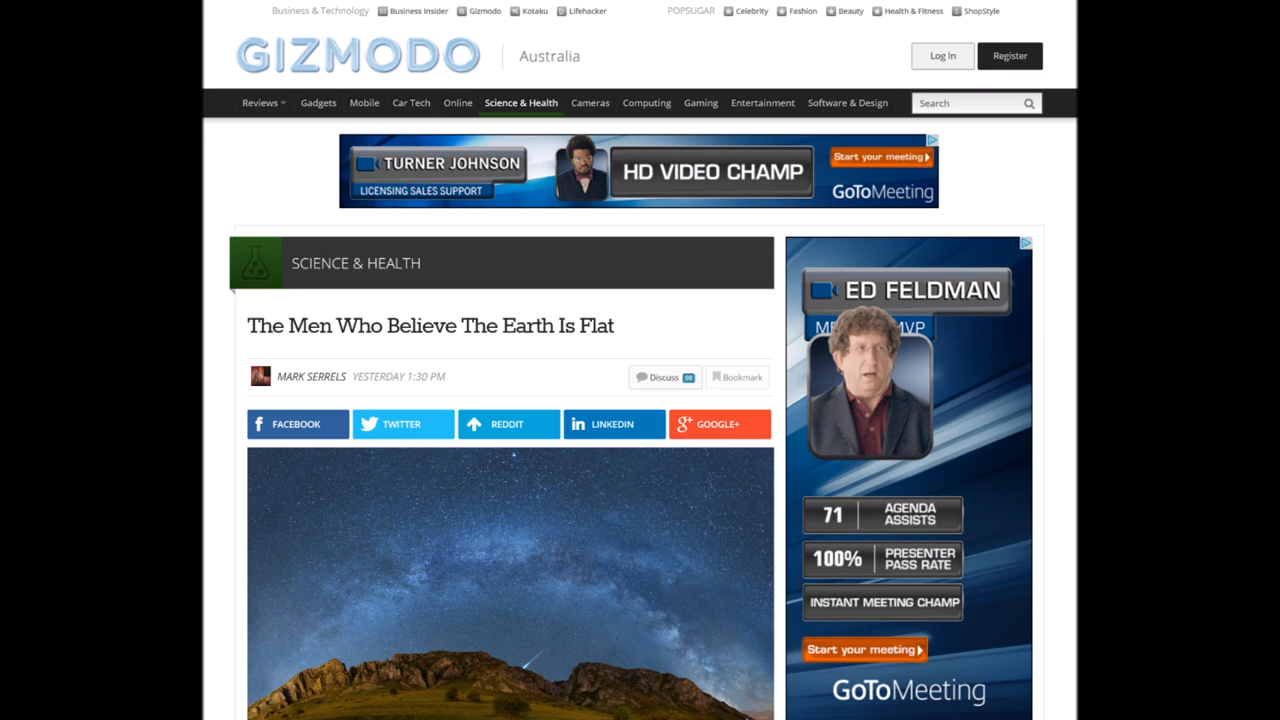 Business & Technology Business Insider Gizmodo Kotaku Lifehacker POPSUGAR Celebrity Fashion Beauty Health & Fitness ShopStyle
GIZMODO Australia Log In Register
Reviews Gadgets Mobile Car Tech Online Science & Health Cameras Computing Gaming Entertainment Software & Design Search
TURNER JOHNSON
LICENSING SALES SUPPORT
HD VIDEO CHAMP
Start your meeting
GoToMeeting
SCIENCE & HEALTH
The Men Who Believe The Earth Is Flat
MARK SERRELS YESTERDAY 1:30 PM Discuss 98 Bookmark
FACEBOOK TWITTER REDDIT LINKEDIN GOOGLE+
ED FELDMAN
71 AGENDA
ASSISTS
100% PRESENTER
PASS RATE
INSTANT MEETING CHAMP
Start your meeting
GoToMeeting